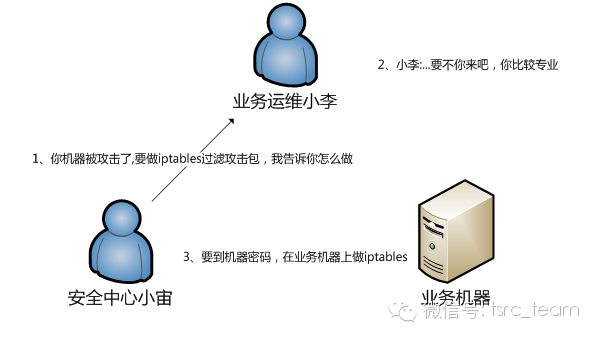 2、小李:...要不你来吧，你比较专业
业务运维小李
1、你机器被攻击了,要做iptables过滤攻击包，我告诉你怎么做
3、要到机器密码，在业务机器上做iptables
安全中心小宙
业务机器
微信号: tsrc_team